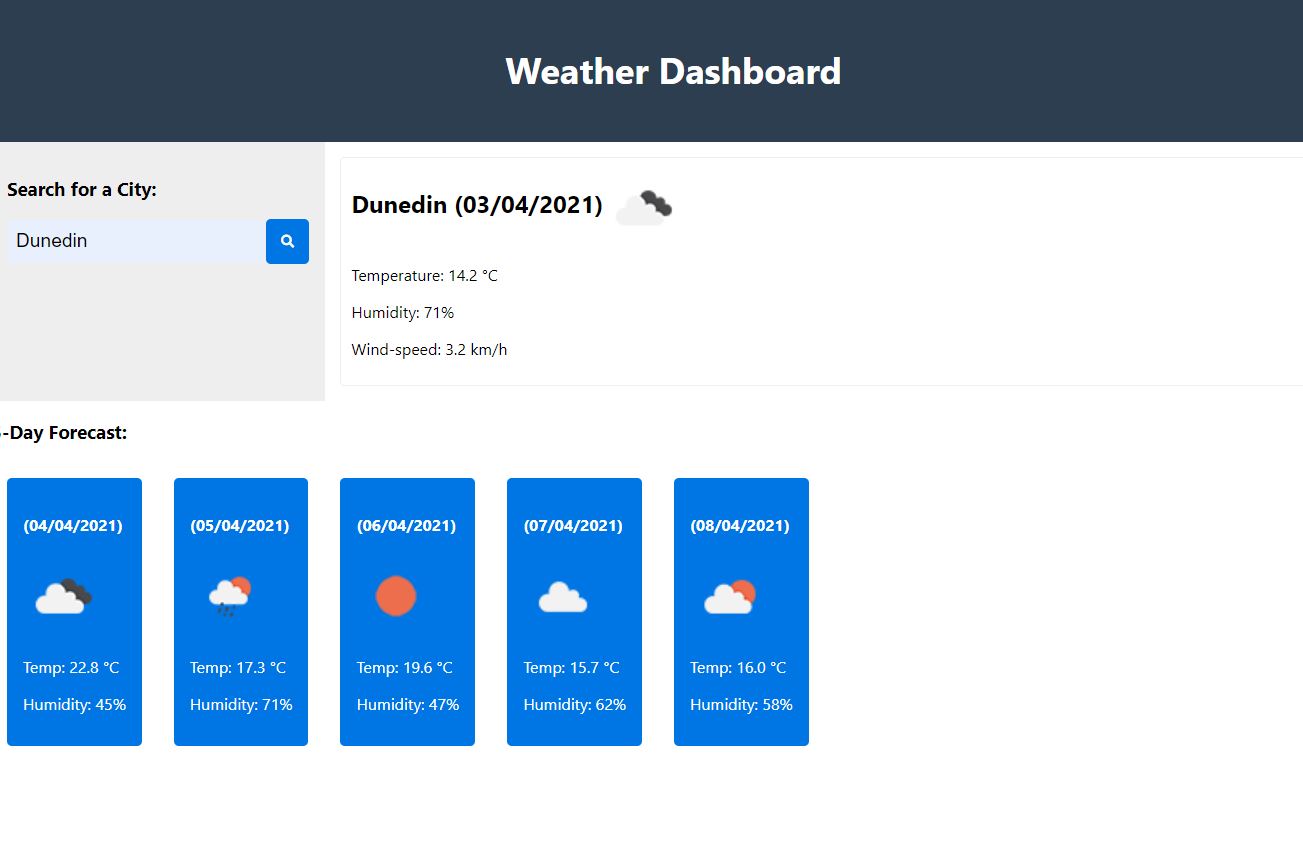 Weather Dashboard
Search for a City:
Dunedin
Dunedin (03/04/2021)
Temperature: 14.2 °C
Humidity: 71%
Wind-speed: 3.2 km/h
-Day Forecast:
(04/04/2021)
Temp: 22.8 °C
Humidity: 45%
(05/04/2021)
Temp: 17.3 °C
Humidity: 71%
(06/04/2021)
Temp: 19.6 °C
Humidity: 47%
(07/04/2021)
Temp: 15.7 °C
Humidity: 62%
(08/04/2021)
Temp: 16.0 °C
Humidity: 58%